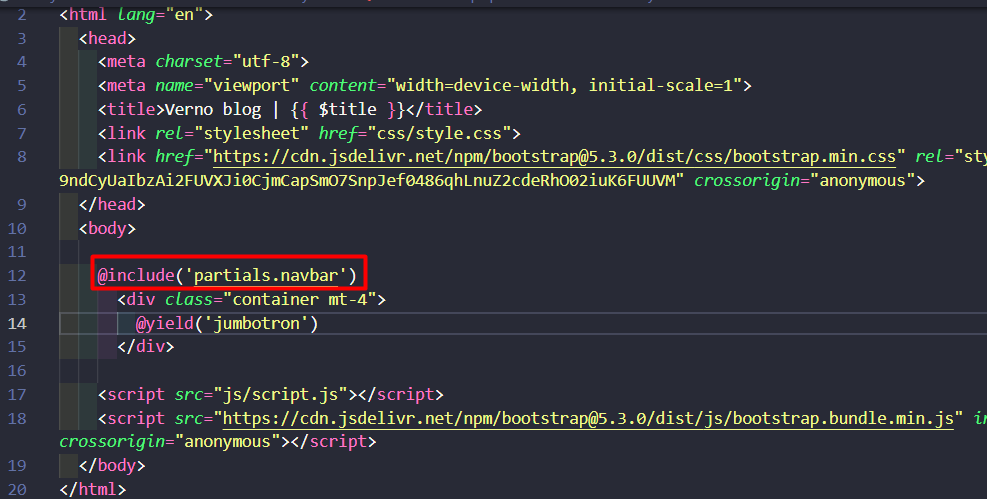 2 <html lang="en">
3 <head>
4 <meta charset="utf-8">
5 <meta name="viewport" content="width=device-width, initial-scale=1">
6 <title>Verno blog | {{ $title }}</title>
7 <link rel="stylesheet" href="css/style.css">
8 <link href="https://cdn.jsdelivr.net/npm/bootstrap@5.3.0/dist/css/bootstrap.min.css" rel="sty
9ndCyUaIbzAi2FUVXJi0CjmCapSmO7SnpJef0486qhLnuZ2cdeRhO02iuK6FUUVM" crossorigin="anonymous">
9 </head>
10 <body>
11
12 @include('partials.navbar')
13 <div class="container mt-4">
14 @yield('jumbotron')
15 </div>
16
17 <script src="js/script.js"></script>
18 <script src="https://cdn.jsdelivr.net/npm/bootstrap@5.3.0/dist/js/bootstrap.bundle.min.js" in
crossorigin="anonymous"></script>
19 </body>
20 </html>